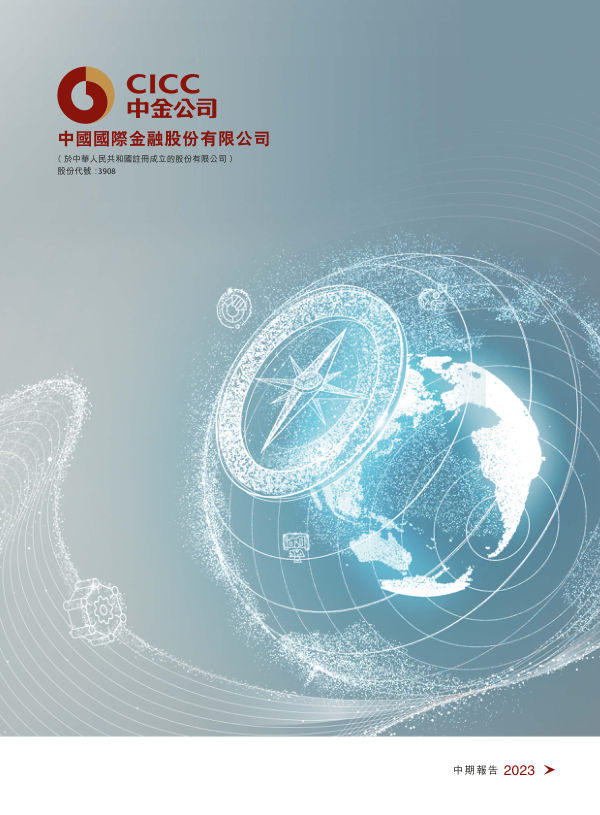 CICC
中金公司
中國國際金融股份有限公司
（於中華人民共和國註冊成立的股份有限公司）
股份代號：3908
中期報告 2023